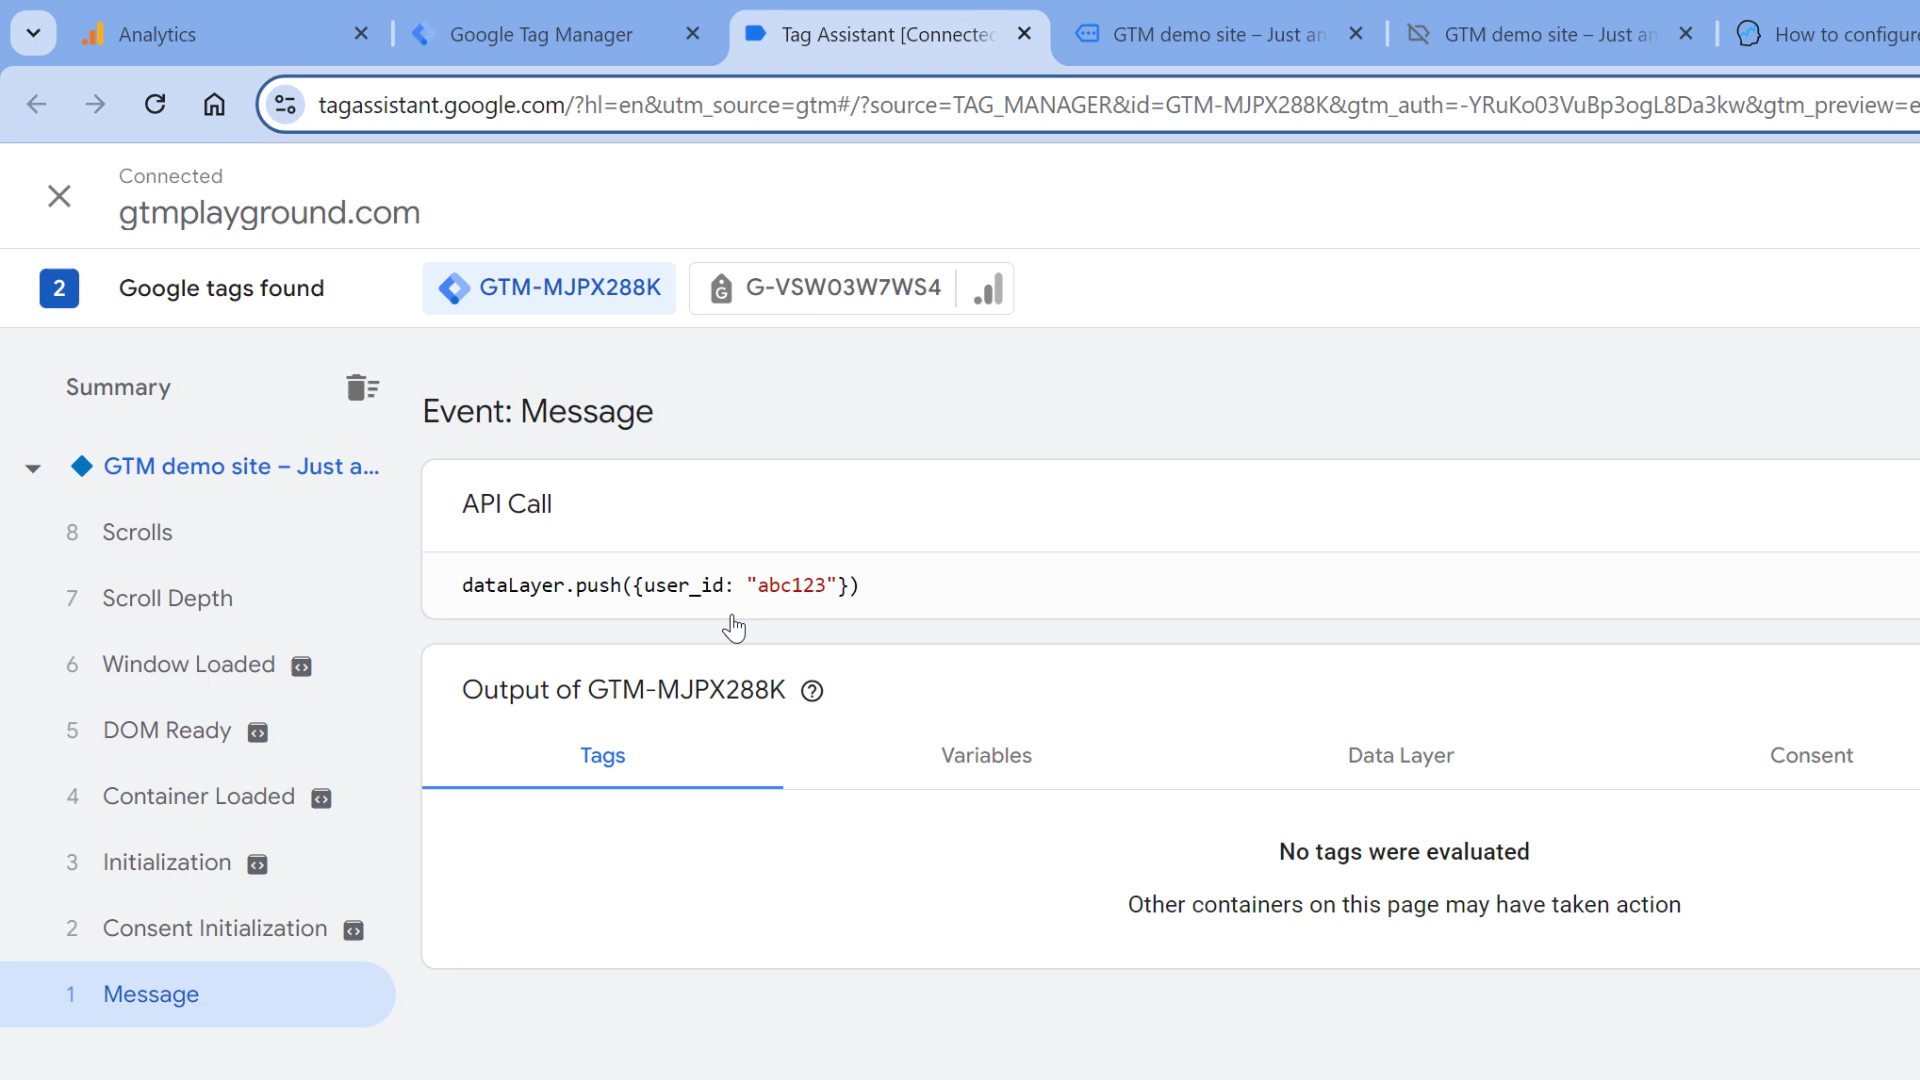 Analytics
Google Tag Manager
Tag Assistant [Connected
GTM demo site – Just an
GTM demo site – Just an
How to configure
tagassistant.google.com/?hl=en&utm_source=gtm#/?source=TAG_MANAGER&id=GTM-MJPX288K&gtm_auth=-YRuKo03VuBp3ogL8Da3kw&gtm_preview=e
Connected
gtmplayground.com
2
Google tags found
GTM-MJPX288K
G-VSW03W7WS4
Summary
GTM demo site – Just a...
8 Scrolls
7 Scroll Depth
6 Window Loaded
5 DOM Ready
4 Container Loaded
3 Initialization
2 Consent Initialization
1 Message
Event: Message
API Call
dataLayer.push({user_id: "abc123"})
Output of GTM-MJPX288K
Tags
Variables
Data Layer
Consent
No tags were evaluated
Other containers on this page may have taken action